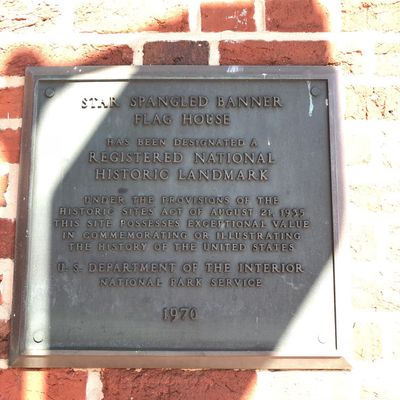 STAR SPANGLED BANNER
FLAG HOUSE
HAS BEEN DESIGNATED A
REGISTERED NATIONAL
HISTORIC LANDMARK
UNDER THE PROVISIONS OF THE
HISTORIC SITES ACT OF AUGUST 21, 1935
THIS SITE POSSESSES EXCEPTIONAL VALUE
IN COMMEMORATING OR ILLUSTRATING
THE HISTORY OF THE UNITED STATES
U. S. DEPARTMENT OF THE INTERIOR
NATIONAL PARK SERVICE
1970